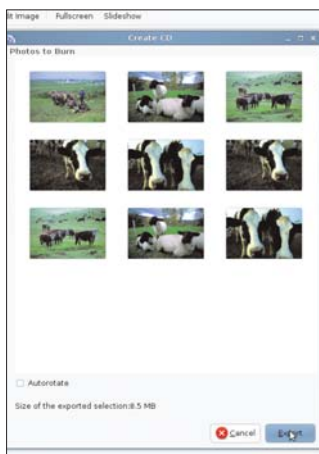 it Image Fullscreen Slideshow
Create CD
Photos to Burn
Autorotate
Size of the exported selection:8.5 MB
Cancel Export